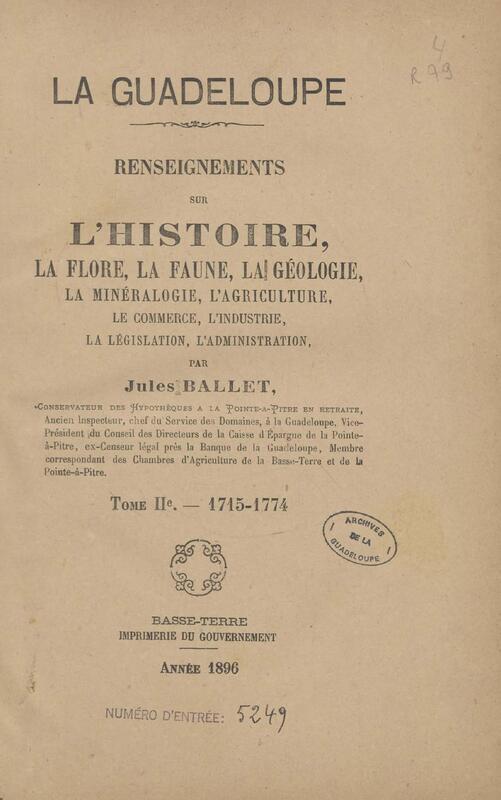 4
R 79
LA GUADELOUPE
RENSEIGNEMENTS
SUR
L'HISTOIRE,
LA FLORE, LA FAUNE, LA GÉOLOGIE,
LA MINÉRALOGIE, L'AGRICULTURE,
LE COMMERCE, L'INDUSTRIE,
LA LÉGISLATION, L'ADMINISTRATION,
PAR
Jules BALLET,
CONSERVATEUR DES HYPOTHÈQUES A LA POINTE-A-PITRE EN RETRAITE,
Ancien Inspecteur, chef du Service des Domaines, à la Guadeloupe, Vice-
Président du Conseil des Directeurs de la Caisse d'Épargne de la Pointe-
à-Pitre, ex-Censeur légal près la Banque de la Guadeloupe, Membre
correspondant des Chambres d'Agriculture de la Basse-Terre et de la
Pointe-à-Pitre.
TOME IIe. — 1715-1774
ARCHIVES
DE LA
GUADELOUPE
BASSE-TERRE
IMPRIMERIE DU GOUVERNEMENT
ANNÉE 1896
NUMÉRO D'ENTRÉE: 5249